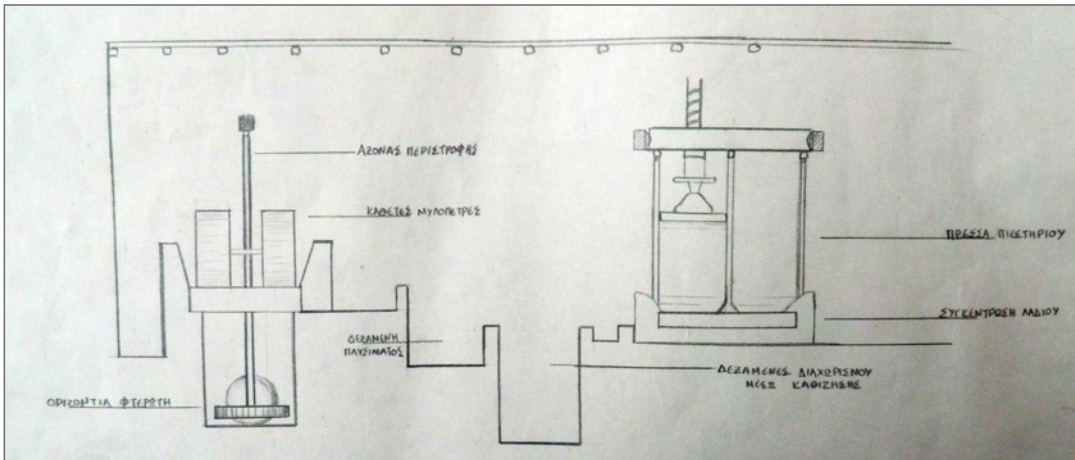 ΑΞΟΝΑΣ ΠΕΡΙΣΤΡΟΦΗΣ
ΚΑΘΕΤΕΣ ΜΥΛΟΠΕΤΡΕΣ
ΠΡΕΣΣΑ ΠΙΕΣΤΗΡΙΟΥ
ΣΥΓΚΕΝΤΡΩΣΗ ΛΑΔΙΟΥ
ΔΕΞΑΜΕΝΗ
ΠΛΥΣΙΜΑΤΟΣ
ΔΕΞΑΜΕΝΕΣ ΔΙΑΧΩΡΙΣΜΟΥ
ΜΕΣΩ ΚΑΘΙΖΗΣΗΣ
ΟΡΙΖΟΝΤΙΑ ΦΤΕΡΩΤΗ